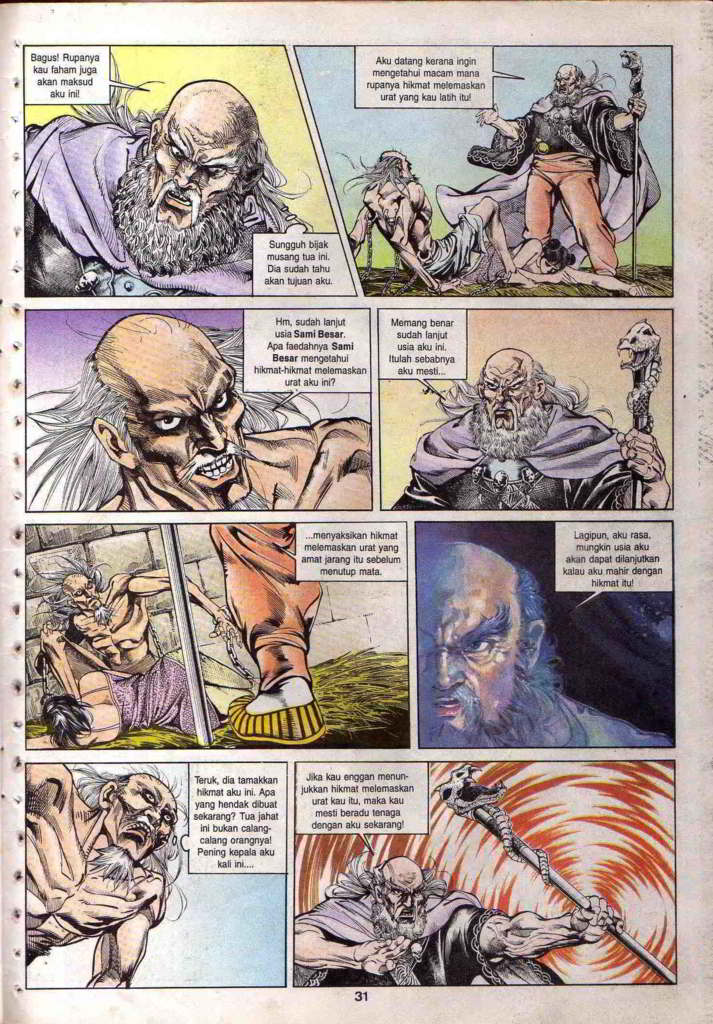 Bagus! Rupanya
kau faham juga
akan maksud
aku ini!
Sungguh bijak
musang tua ini.
Dia sudah tahu
akan tujuan aku.
Aku datang kerana ingin
mengetahui macam mana
rupanya hikmat melemaskan
urat yang kau latih itu!
Hm, sudah lanjut
usia Sami Besar.
Apa faedahnya Sami
Besar mengetahui
hikmat-hikmat melemaskan
urat aku ini?
Memang benar
sudah lanjut
usia aku ini.
Itulah sebabnya
aku mesti...
...menyaksikan hikmat
melemaskan urat yang
amat jarang itu sebelum
menutup mata.
Lagipun, aku rasa,
mungkin usia aku
akan dapat dilanjutkan
kalau aku mahir dengan
hikmat itu!
Teruk, dia tamakkan
hikmat aku ini. Apa
yang hendak dibuat
sekarang? Tua jahat
ini bukan calang-
calang orangnya!
Pening kepala aku
kali ini....
Jika kau enggan menun-
jukkan hikmat melemaskan
urat kau itu, maka kau
mesti beradu tenaga
dengan aku sekarang!
31